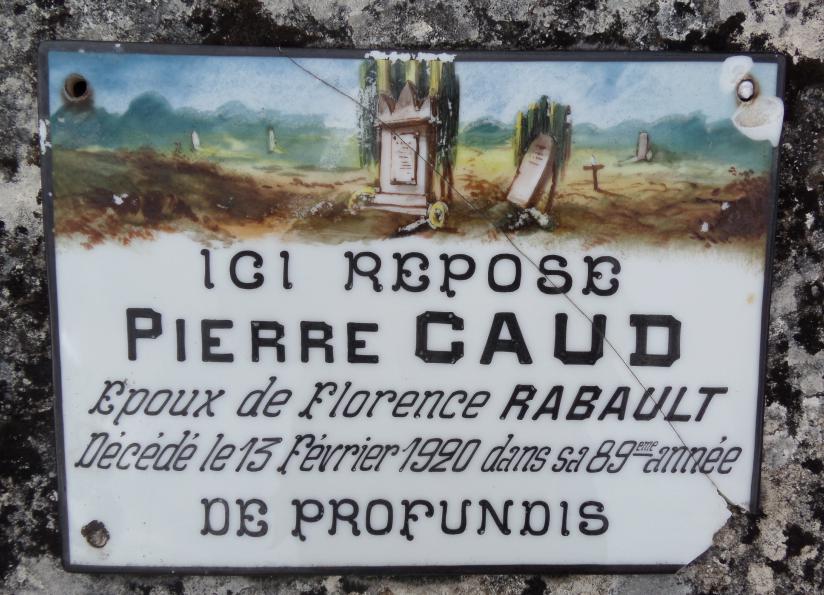 ICI REPOSE
PIERRE CAUD
Epoux de Florence RABAULT
Décédé le 13 Février 1920 dans sa 89ème année
DE PROFUNDIS